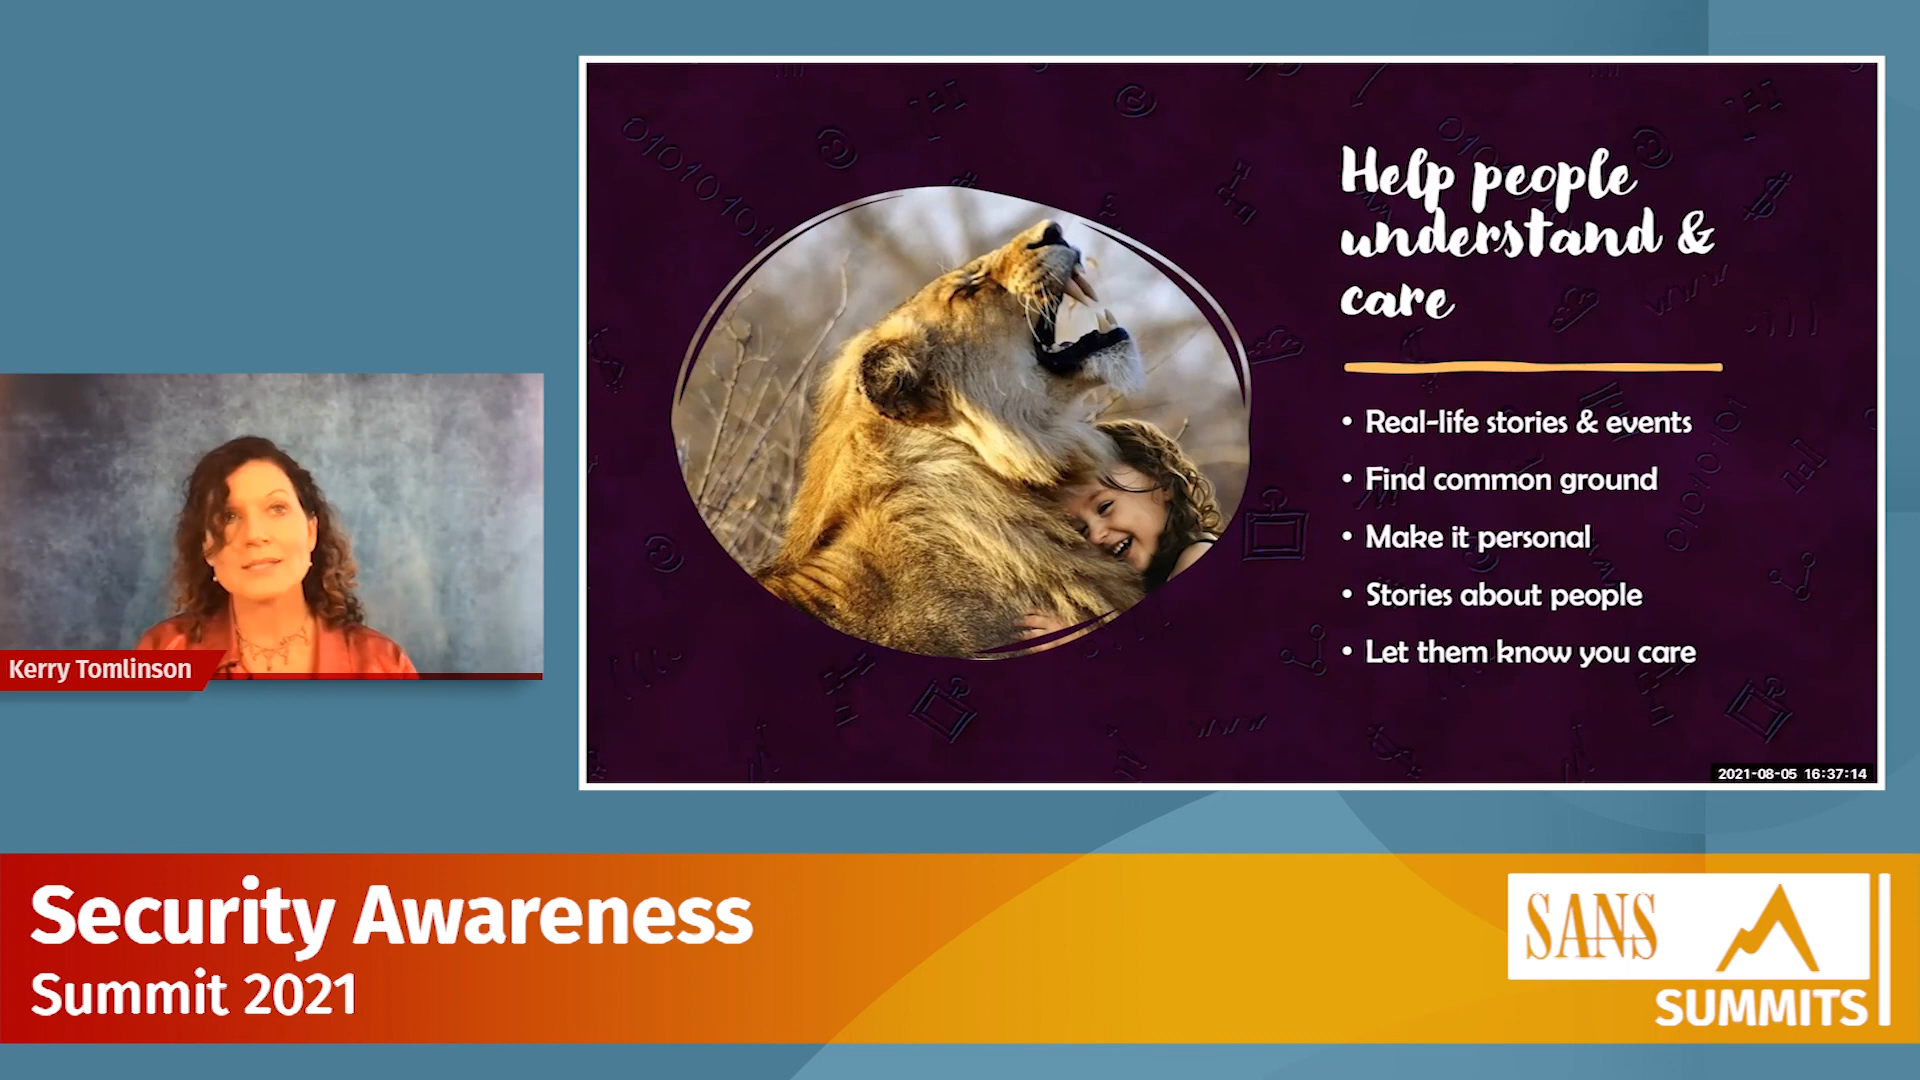 Help people
understand &
care
• Real-life stories & events
• Find common ground
• Make it personal
• Stories about people
• Let them know you care
2021-08-05 16:37:14
Kerry Tomlinson
Security Awareness
Summit 2021
SANS
SUMMITS